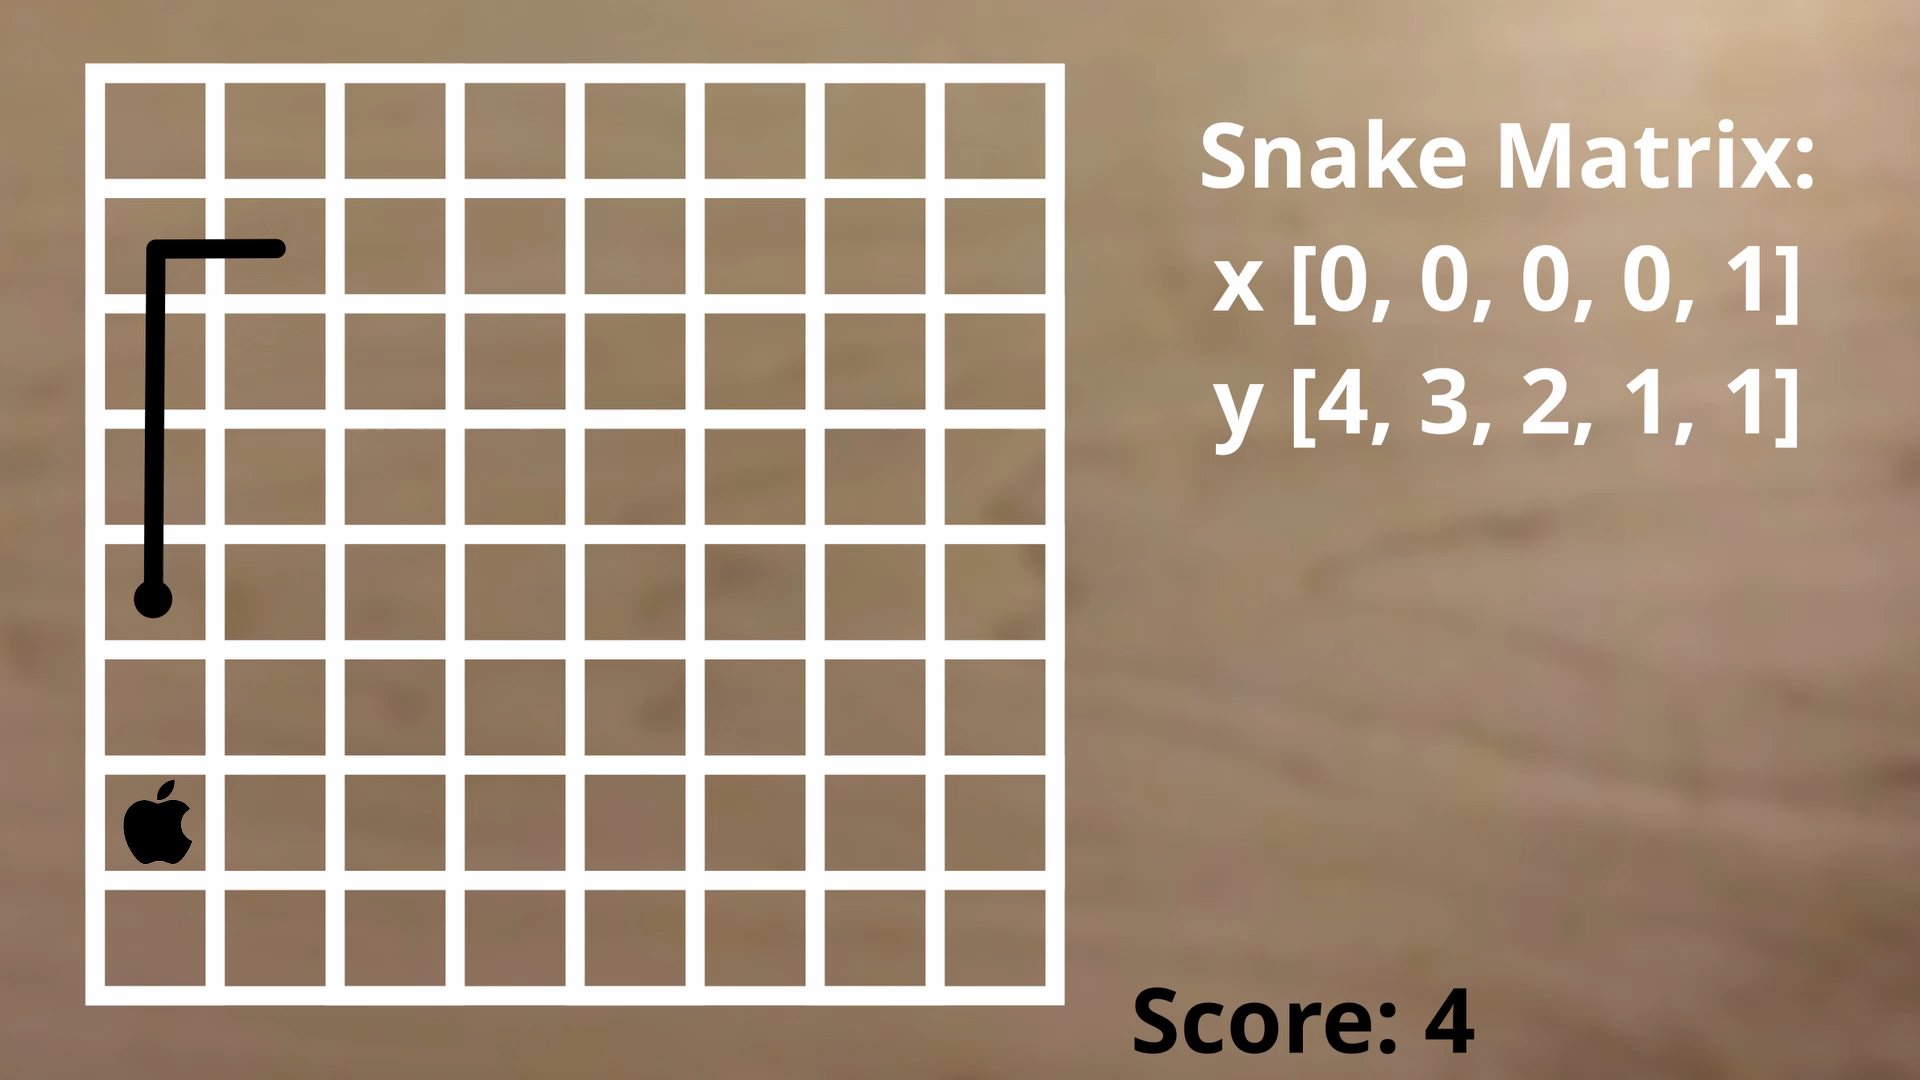 Snake Matrix:
x [0, 0, 0, 0, 1]
y [4, 3, 2, 1, 1]
Score: 4